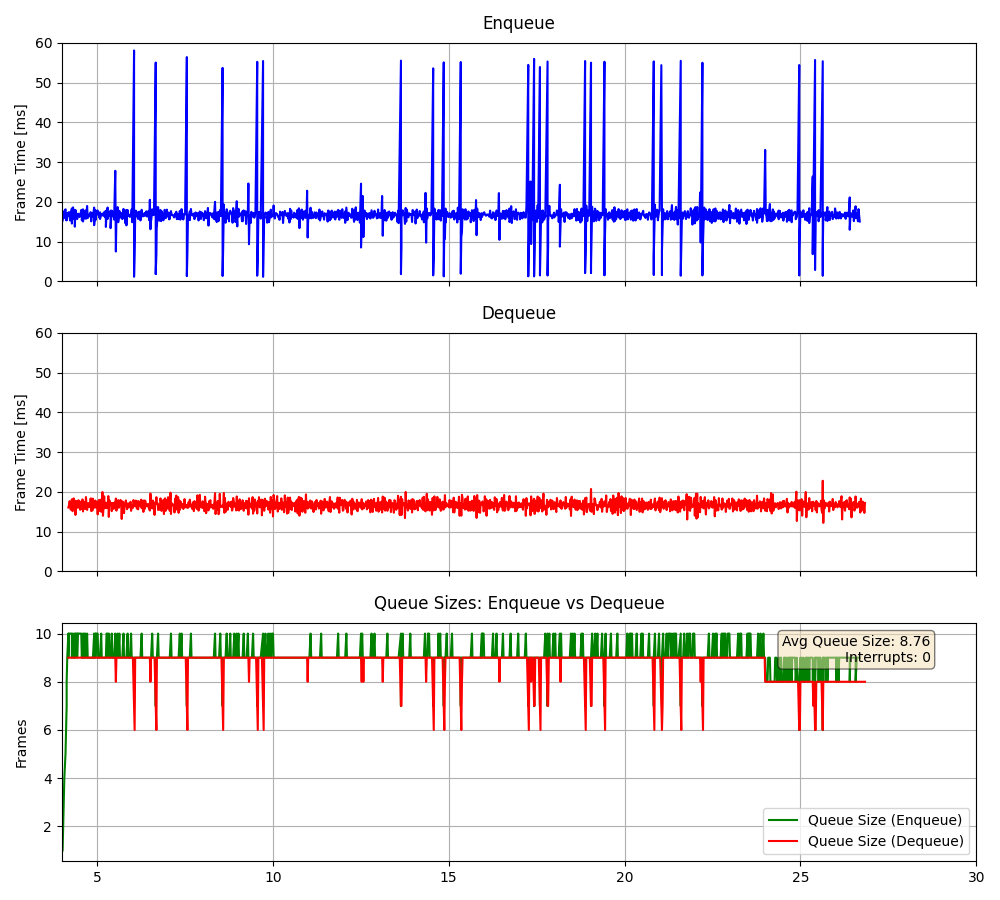 Enqueue
60
50
40
30
20
10
0
Frame Time [ms]
Dequeue
60
50
40
30
20
10
0
Frame Time [ms]
Queue Sizes: Enqueue vs Dequeue
10
8
6
4
2
Frames
Avg Queue Size: 8.76
Interrupts: 0
Queue Size (Enqueue)
Queue Size (Dequeue)
5 10 15 20 25 30